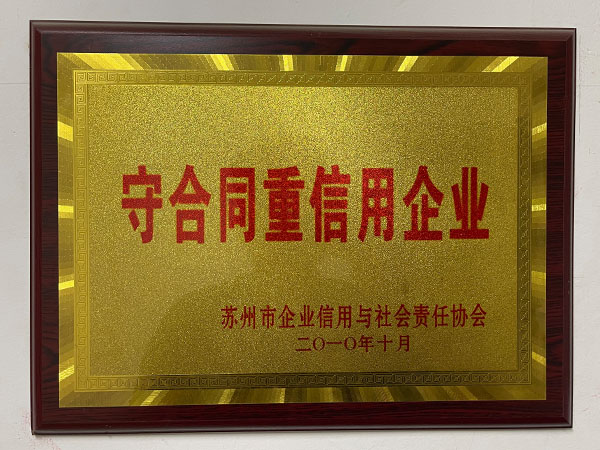 守合同重信用企业
苏州市企业信用与社会责任协会
二〇一〇年十月